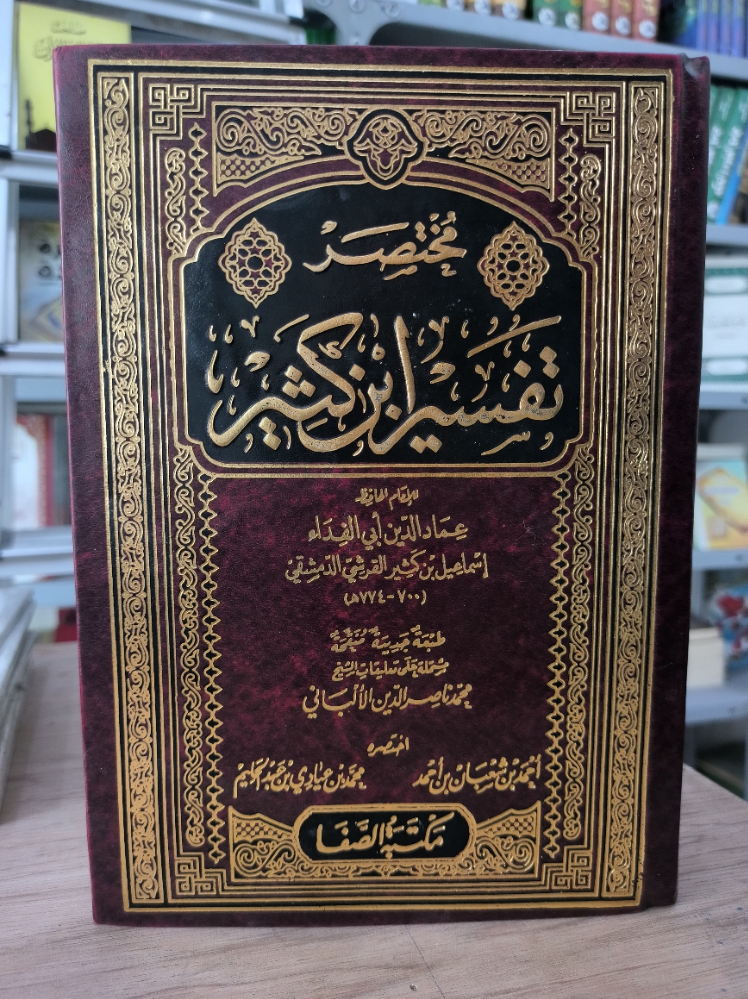 مُخْتَصَر
تفسير ابن كثير
للإمام الحافظ
عماد الدين أبي الفداء
إسماعيل بن كثير القرشي الدمشقي
(٧٠٠-٧٧٤هـ)
طبعة جديدة منقحة
مشتملة على تعليقات الشيخ
محمد ناصر الدين الألباني
اختصره
أحمد بن شعبان بن أحمد محمد بن عيادي بن عبد الحليم
مكتبة الصفا